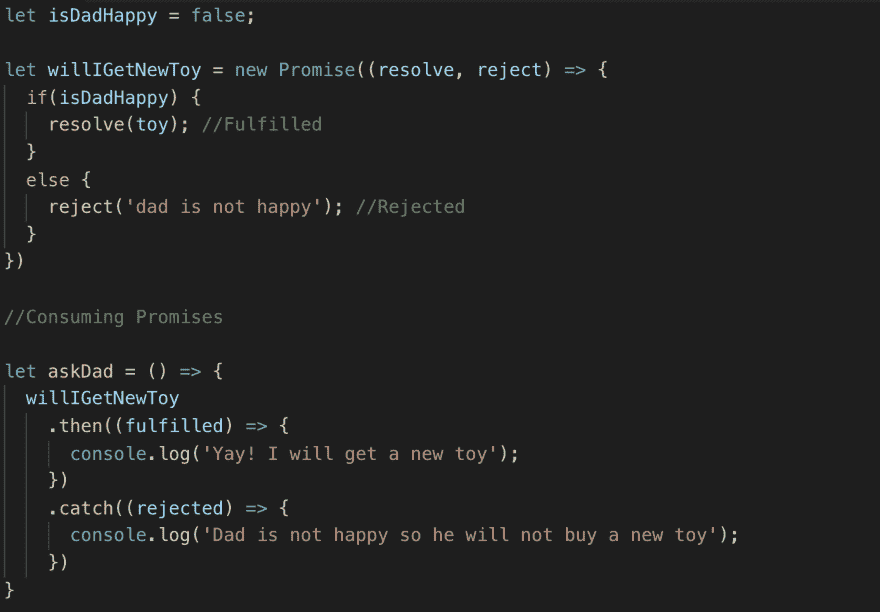 let isDadHappy = false;
let willIGetNewToy = new Promise((resolve, reject) => {
if(isDadHappy) {
resolve(toy); //Fulfilled
}
else {
reject('dad is not happy'); //Rejected
}
})
//Consuming Promises
let askDad = () => {
willIGetNewToy
.then((fulfilled) => {
console.log('Yay! I will get a new toy');
})
.catch((rejected) => {
console.log('Dad is not happy so he will not buy a new toy');
})
}